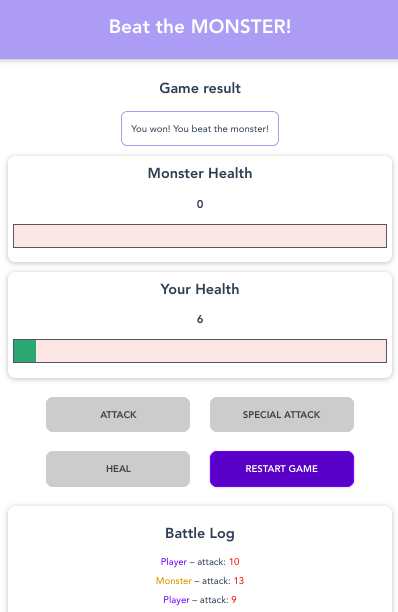 Beat the MONSTER!
Game result
You won! You beat the monster!
Monster Health
0
Your Health
6
ATTACK
SPECIAL ATTACK
HEAL
RESTART GAME
Battle Log
Player – attack: 10
Monster – attack: 13
Player – attack: 9